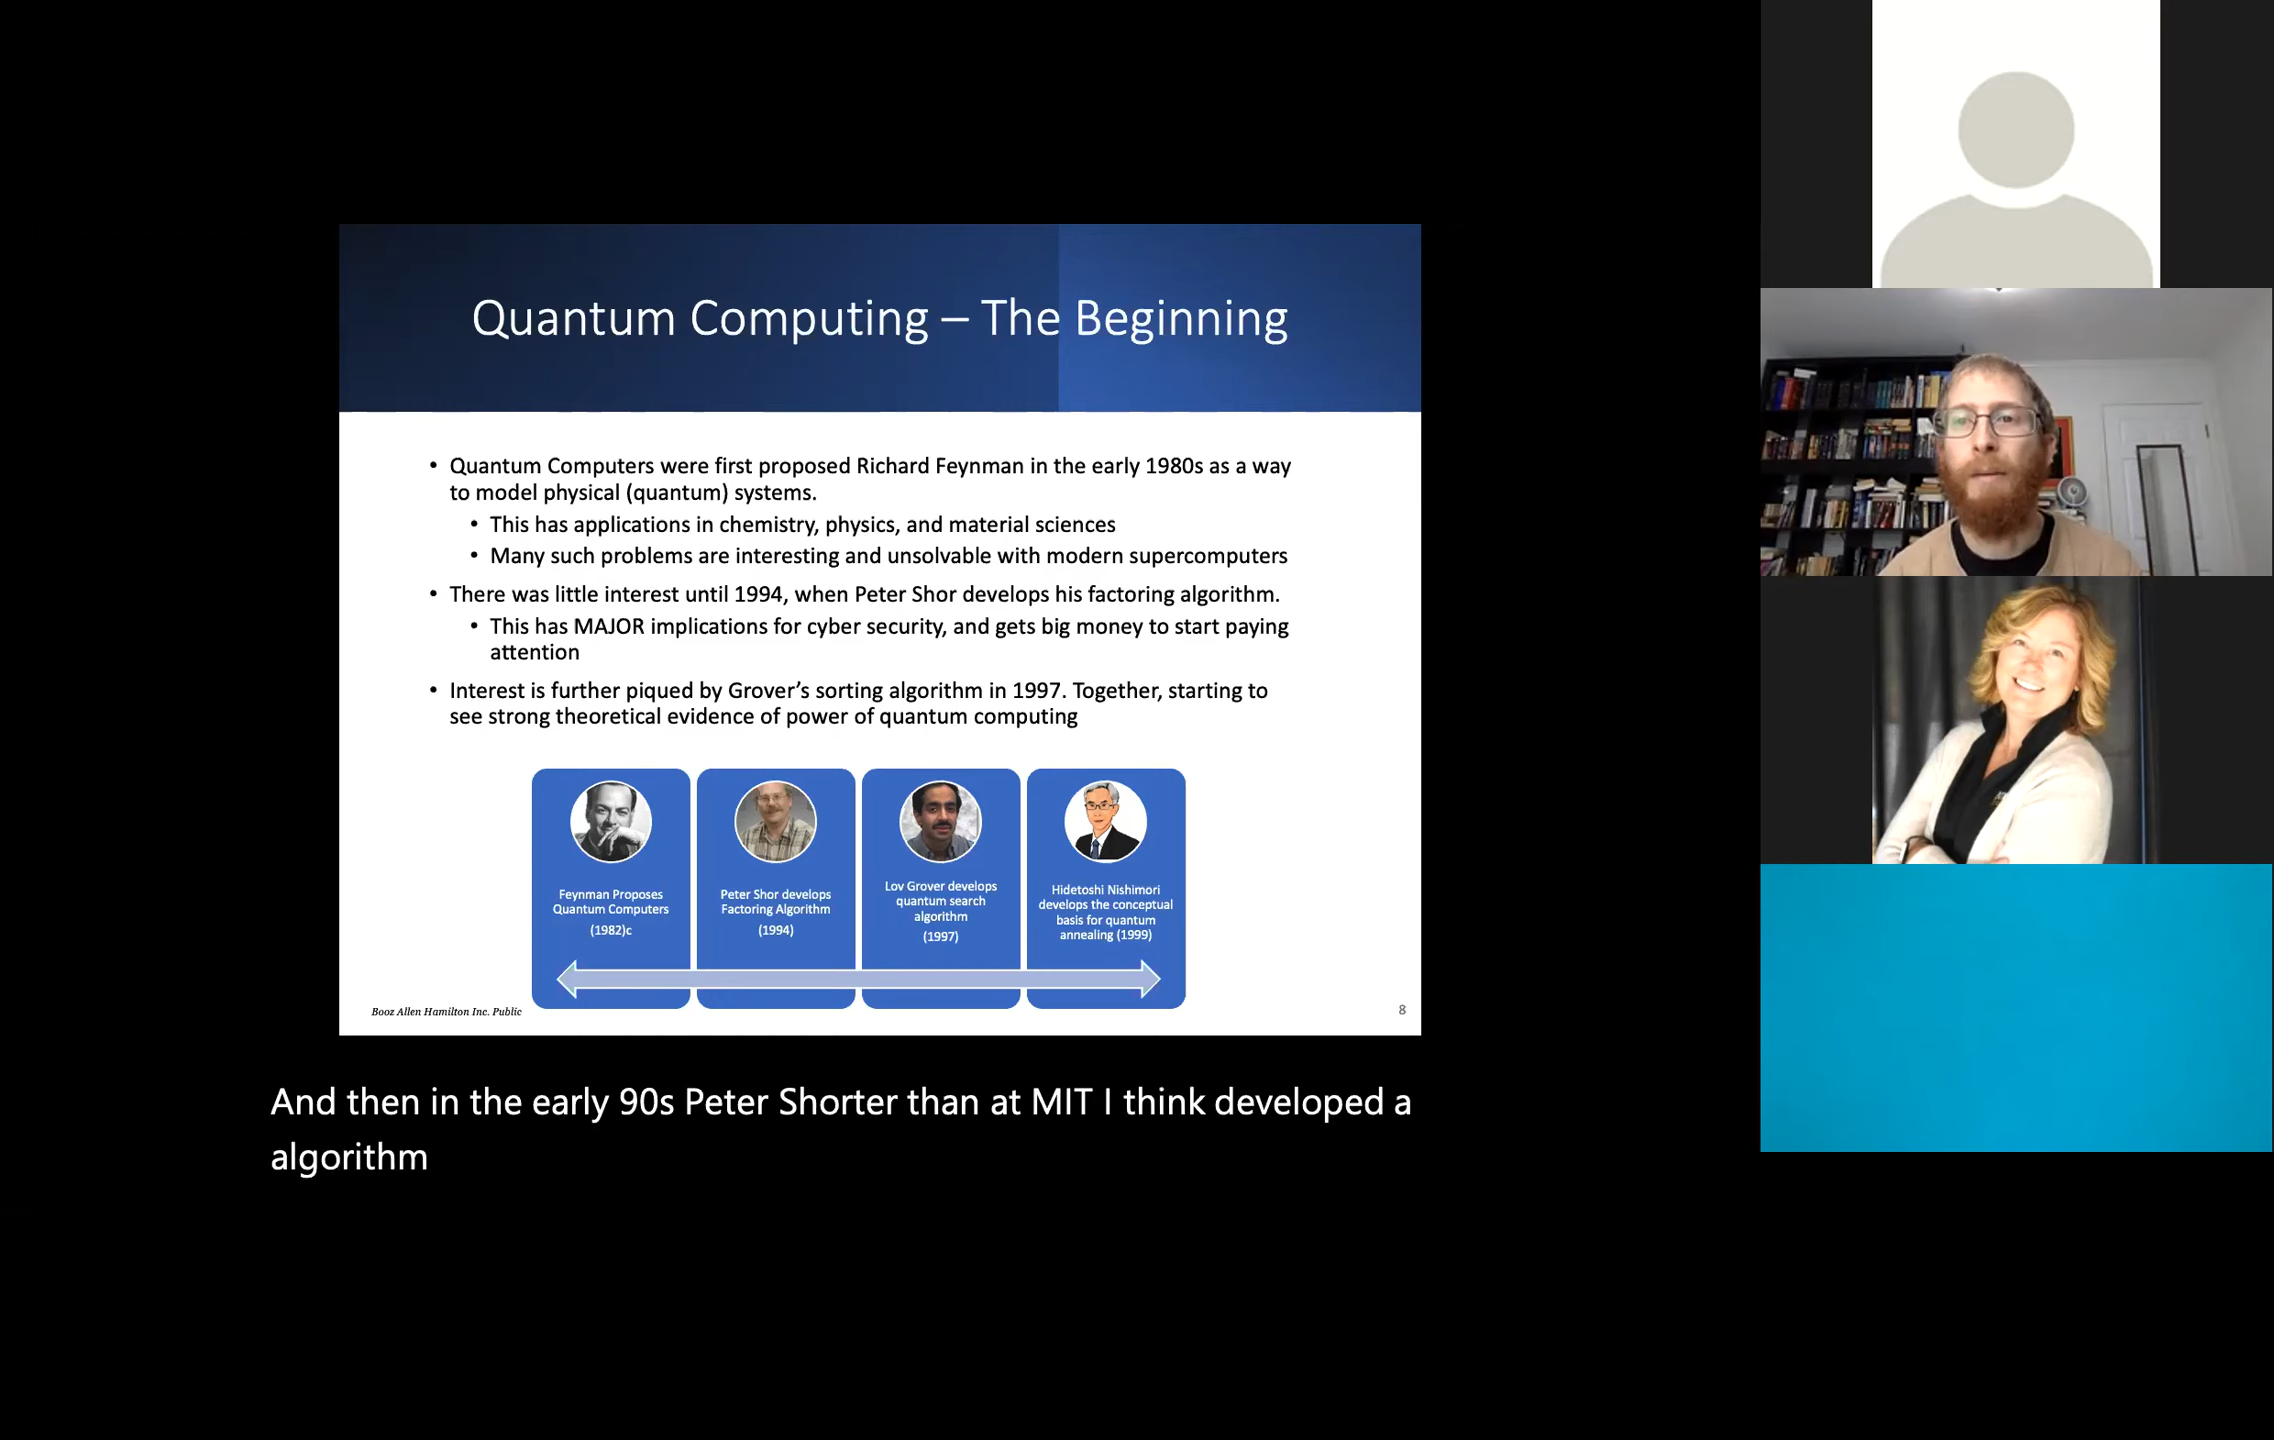 Quantum Computing – The Beginning
• Quantum Computers were first proposed Richard Feynman in the early 1980s as a way
to model physical (quantum) systems.
• This has applications in chemistry, physics, and material sciences
• Many such problems are interesting and unsolvable with modern supercomputers
• There was little interest until 1994, when Peter Shor develops his factoring algorithm.
• This has MAJOR implications for cyber security, and gets big money to start paying
attention
• Interest is further piqued by Grover’s sorting algorithm in 1997. Together, starting to
see strong theoretical evidence of power of quantum computing
Feynman Proposes
Quantum Computers
(1982)c
Peter Shor develops
Factoring Algorithm
(1994)
Lov Grover develops
quantum search
algorithm
(1997)
Hidetoshi Nishimori
develops the conceptual
basis for quantum
annealing (1999)
Booz Allen Hamilton Inc. Public
8
And then in the early 90s Peter Shorter than at MIT I think developed a
algorithm